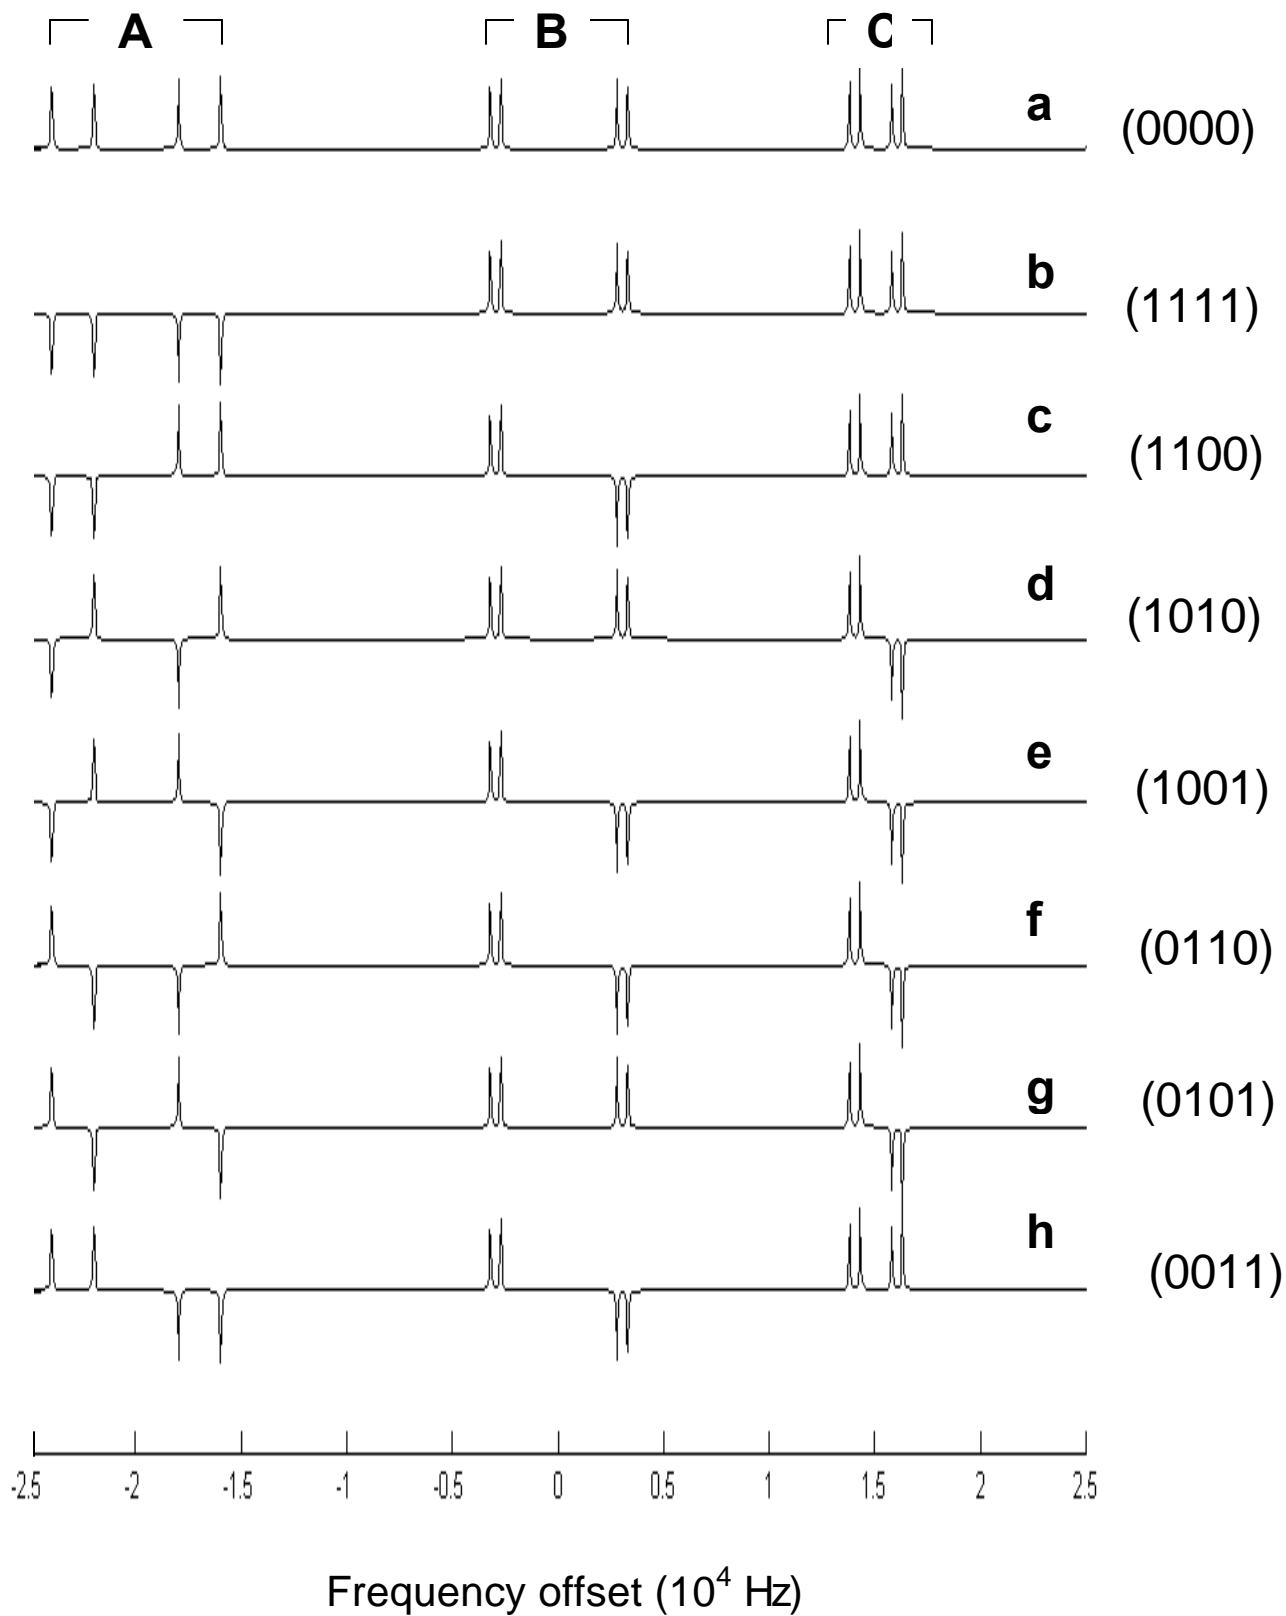 A B C
a (0000)
b (1111)
c (1100)
d (1010)
e (1001)
f (0110)
g (0101)
h (0011)
-2.5 -2 -1.5 -1 -0.5 0 0.5 1 1.5 2 2.5
Frequency offset (10⁴ Hz)